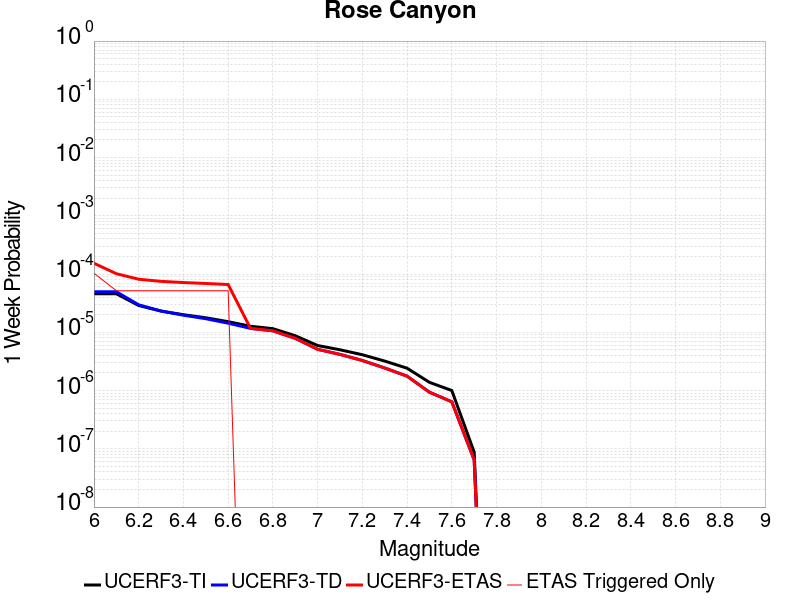 Rose Canyon
1 Week Probability
10 0
10 -1
10 -2
10 -3
10 -4
10 -5
10 -6
10 -7
10 -8
6 6.2 6.4 6.6 6.8 7 7.2 7.4 7.6 7.8 8 8.2 8.4 8.6 8.8 9
Magnitude
UCERF3-TI UCERF3-TD UCERF3-ETAS ETAS Triggered Only